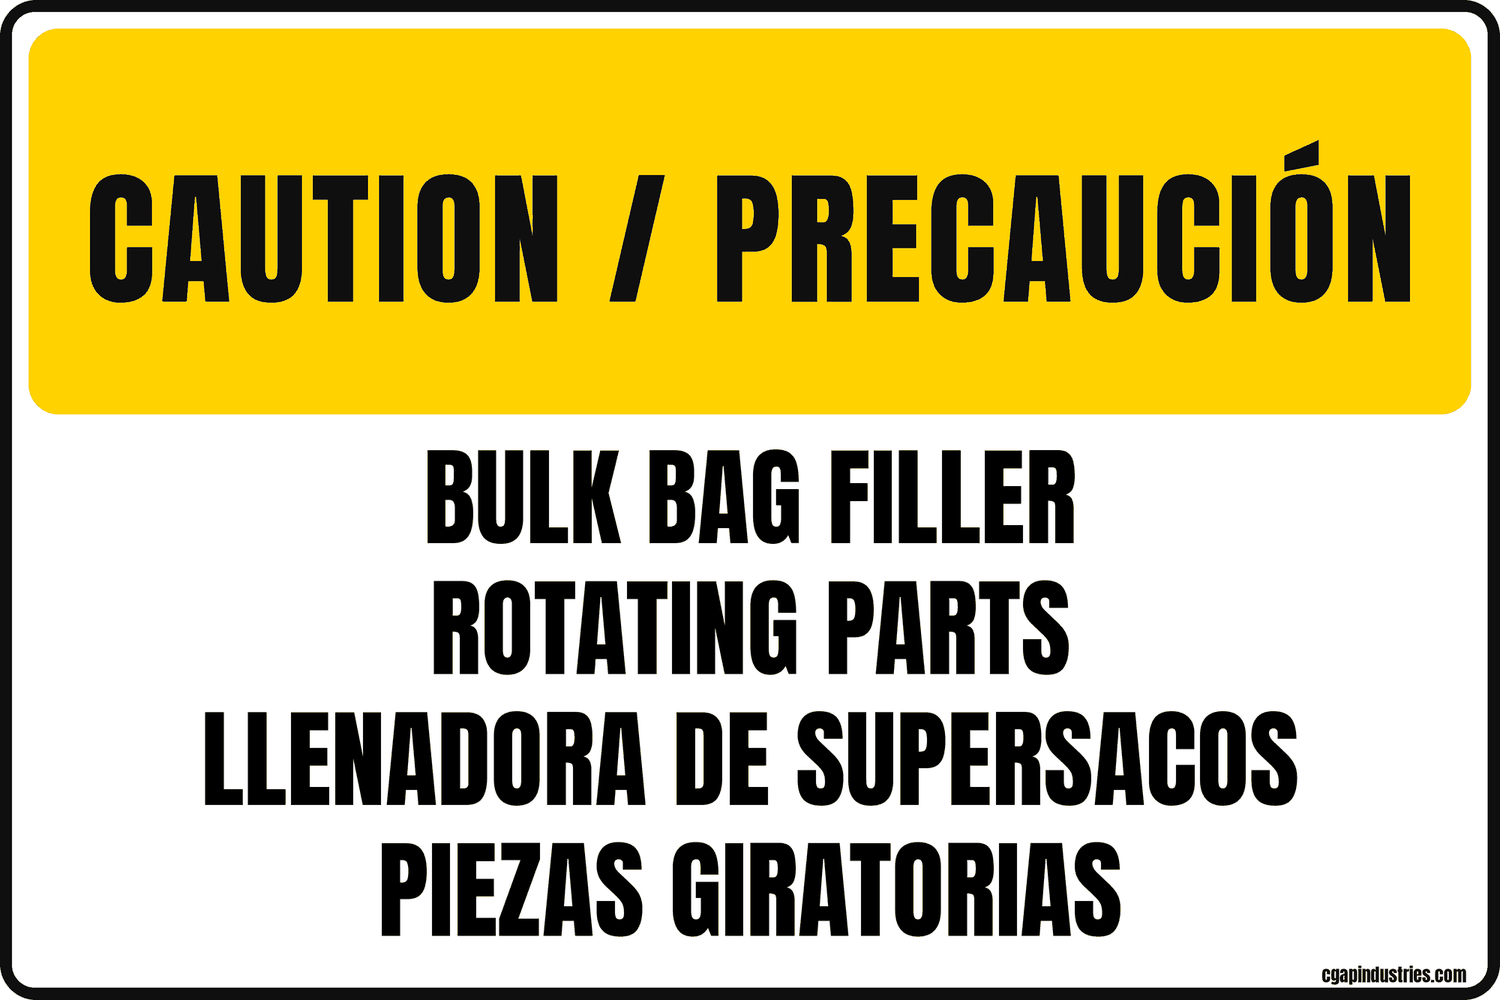 CAUTION / PRECAUCIÓN
BULK BAG FILLER
ROTATING PARTS
LLENADORA DE SUPERSACOS
PIEZAS GIRATORIAS
cgapindustries.com